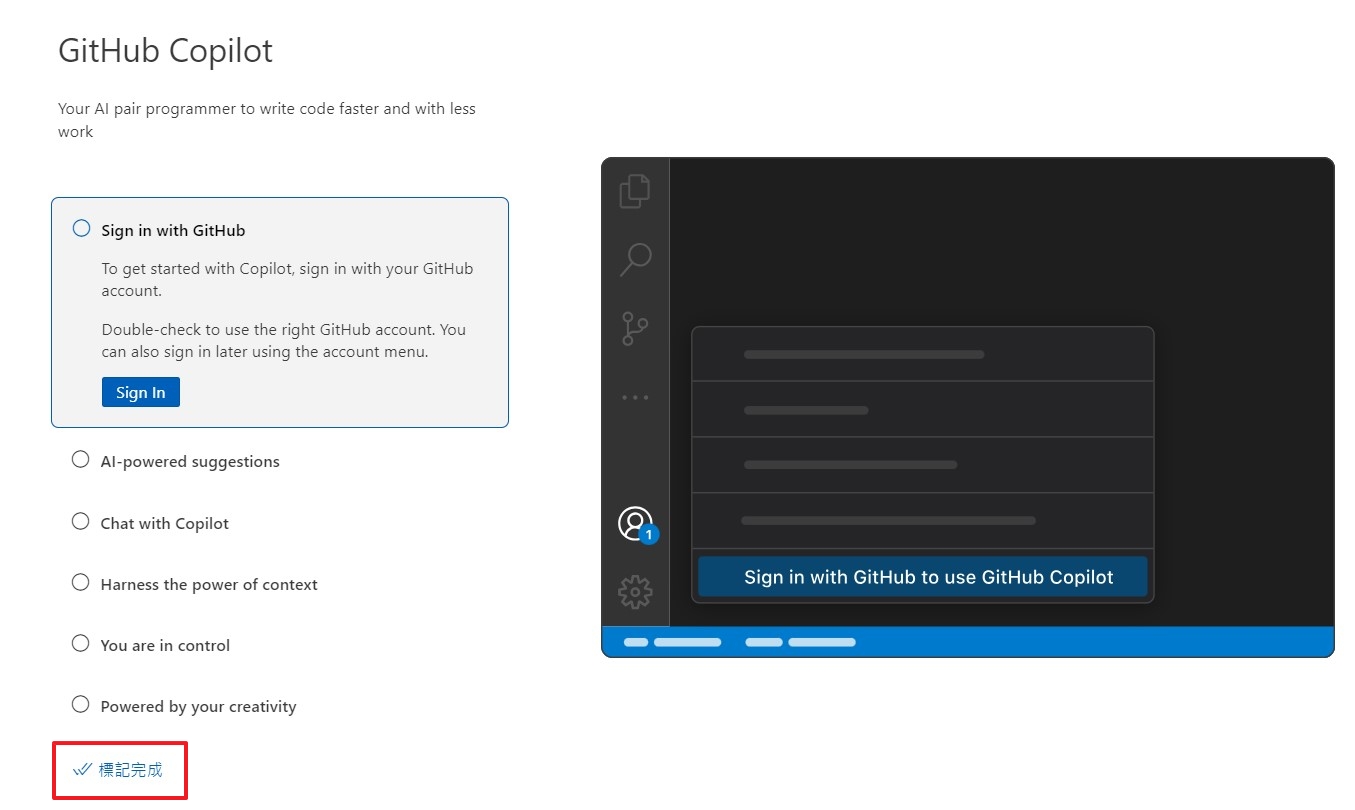 GitHub Copilot
Your AI pair programmer to write code faster and with less
work
Sign in with GitHub
To get started with Copilot, sign in with your GitHub
account.
Double-check to use the right GitHub account. You
can also sign in later using the account menu.
Sign In
AI-powered suggestions
Chat with Copilot
Harness the power of context
You are in control
Powered by your creativity
標記完成
1
Sign in with GitHub to use GitHub Copilot